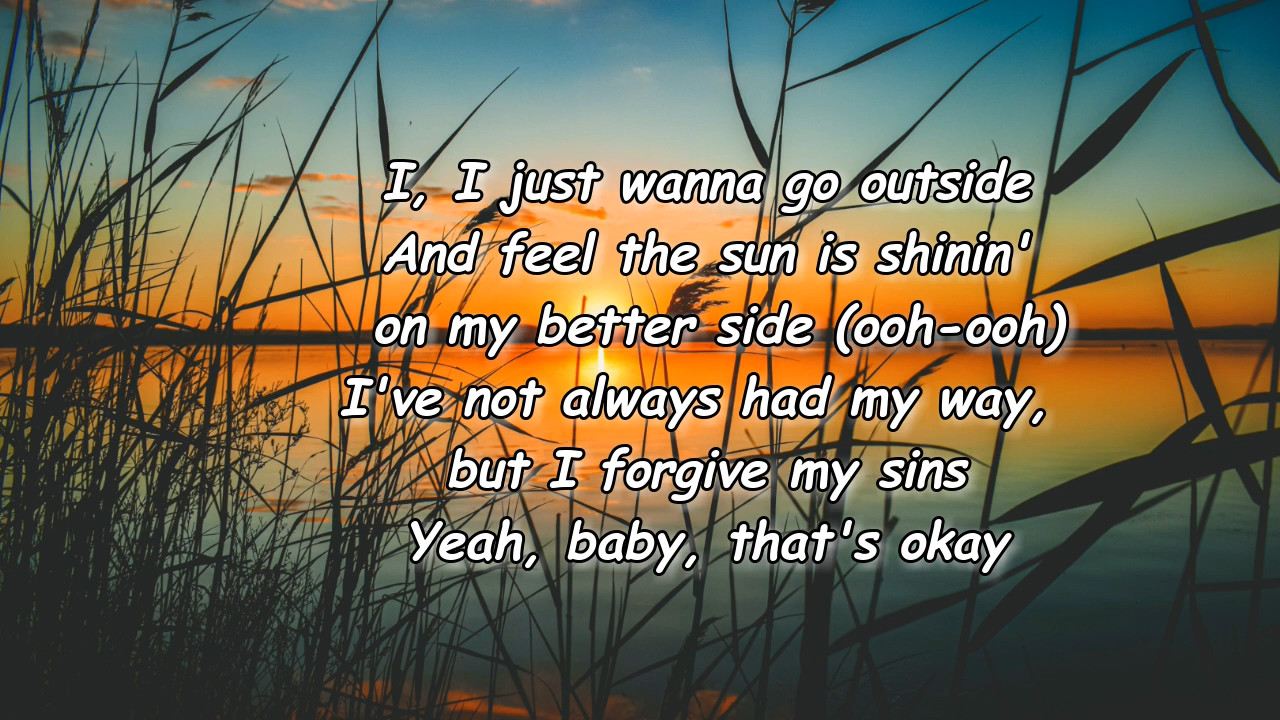 I, I just wanna go outside
And feel the sun is shinin'
on my better side (ooh-ooh)
I've not always had my way,
but I forgive my sins
Yeah, baby, that's okay